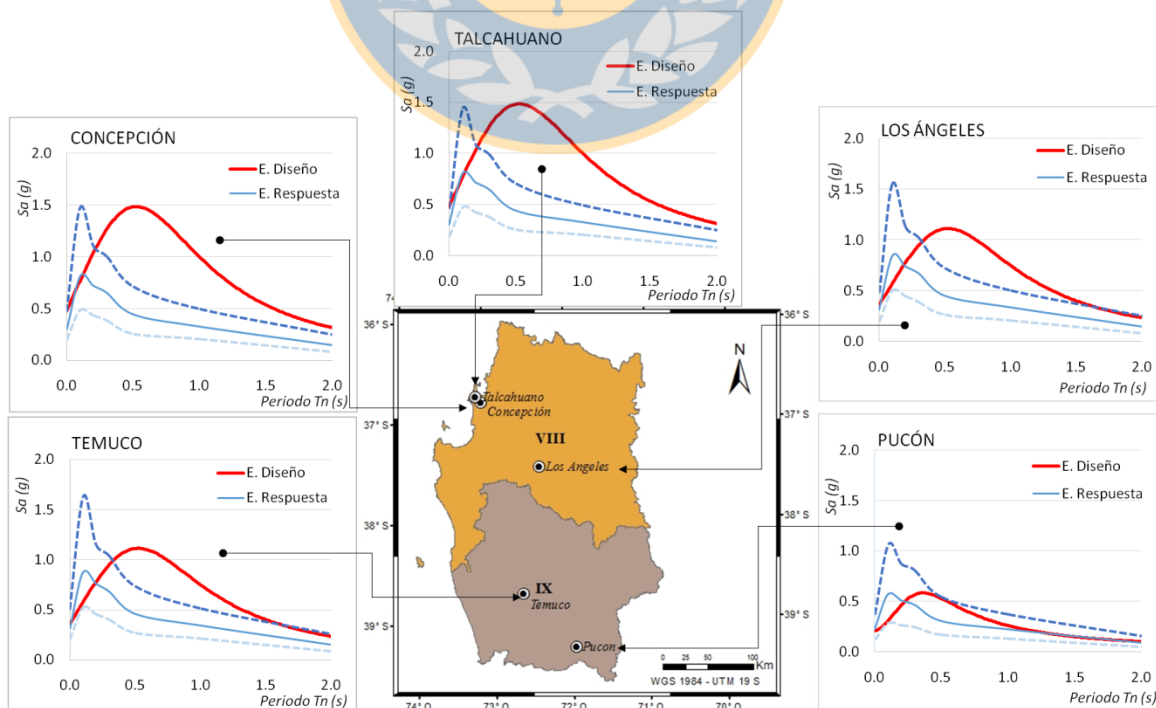 TALCAHUANO
2.0
1.5
1.0
0.5
0.0
Sa (g)
E. Diseño
E. Respuesta
0.0 0.5 1.0 1.5 2.0
Periodo Tn (s)
CONCEPCIÓN
2.0
1.5
1.0
0.5
0.0
Sa (g)
E. Diseño
E. Respuesta
0.0 0.5 1.0 1.5 2.0
Periodo Tn (s)
LOS ÁNGELES
2.0
1.5
1.0
0.5
0.0
Sa (g)
E. Diseño
E. Respuesta
0.0 0.5 1.0 1.5 2.0
Periodo Tn (s)
TEMUCO
2.0
1.5
1.0
0.5
0.0
Sa (g)
E. Diseño
E. Respuesta
0.0 0.5 1.0 1.5 2.0
Periodo Tn (s)
PUCÓN
2.0
1.5
1.0
0.5
0.0
Sa (g)
E. Diseño
E. Respuesta
0.0 0.5 1.0 1.5 2.0
Periodo Tn (s)
36° S
37° S
38° S
39° S
36° S
37° S
38° S
39° S
N
Talcahuano
Concepción
VIII
Los Angeles
IX
Temuco
Pucon
0 25 50 100
Km
WGS 1984 - UTM 19 S
74° O 73° O 72° O 71° O 70° O